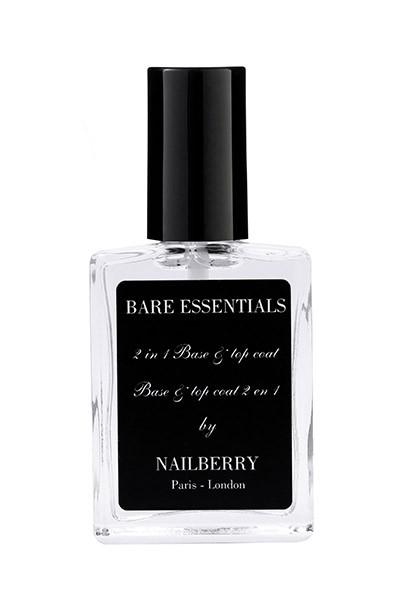 BARE ESSENTIALS
2 in 1 Base & top coat
Base & top coat 2 en 1
by
NAILBERRY
Paris - London